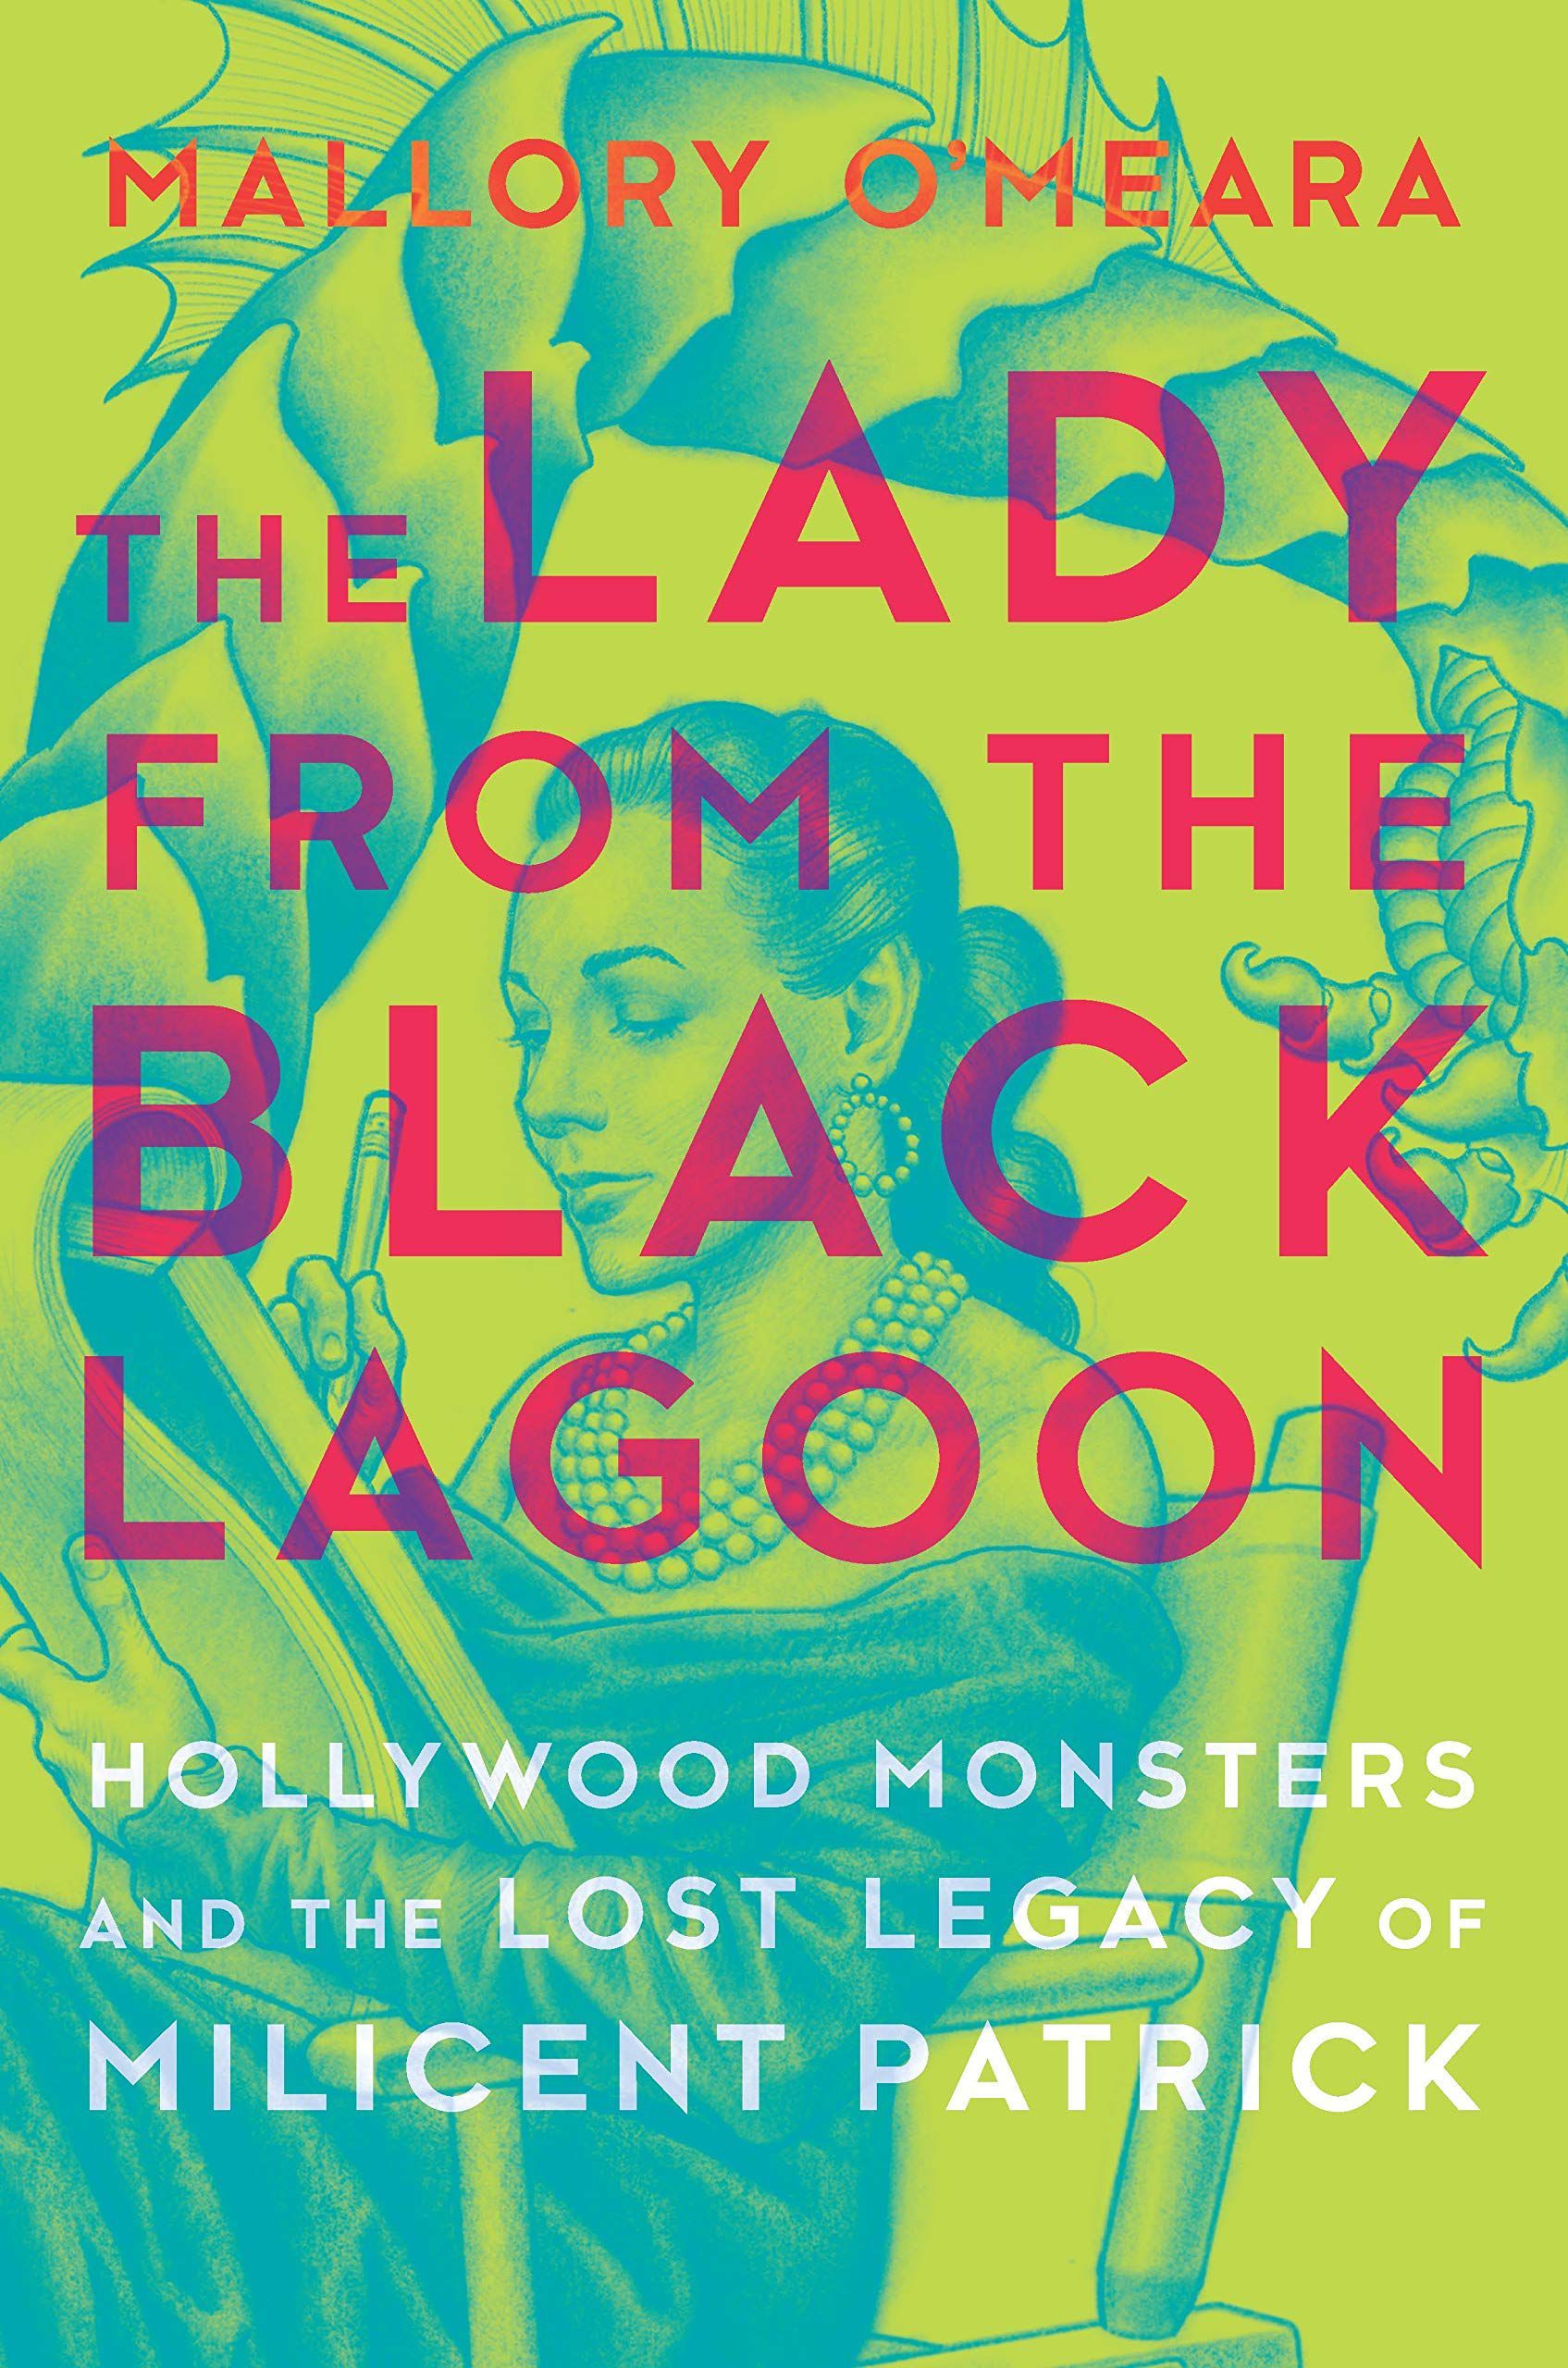 MALLORY O'MEARA
THE LADY
FROM THE
BLACK
LAGOON
HOLLYWOOD MONSTERS
AND THE LOST LEGACY OF
MILICENT PATRICK